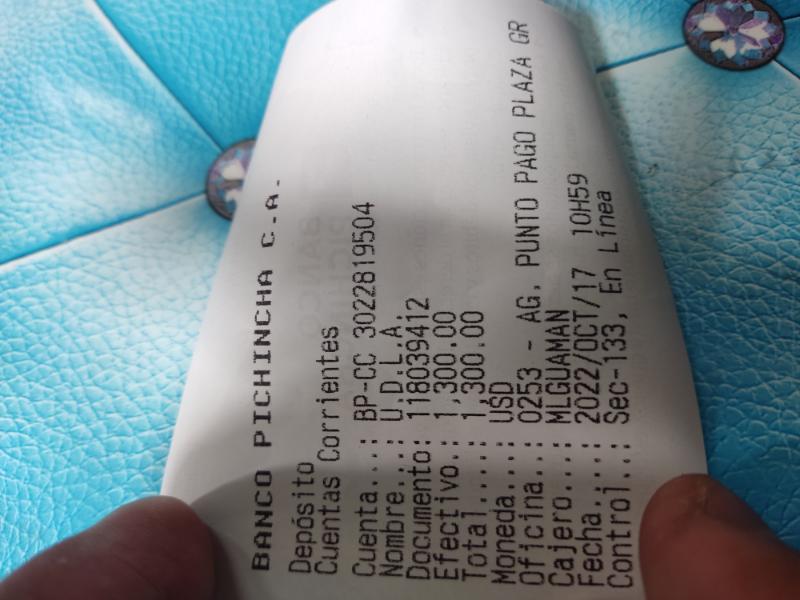 BANCO PICHINCHA C.A.
Depósito
Cuentas Corrientes
Cuenta...: BP-CC 3022819504
Nombre...: U.D.L.A.
Documento: 118039412
Efectivo.: 1,300.00
Total....: 1,300.00
Moneda...: USD
Oficina..: 0253 - AG. PUNTO PAGO PLAZA GR
Cajero...: MLGUAMAN
Fecha....: 2022/OCT/17 10H59
Control..: Sec-133, En Línea